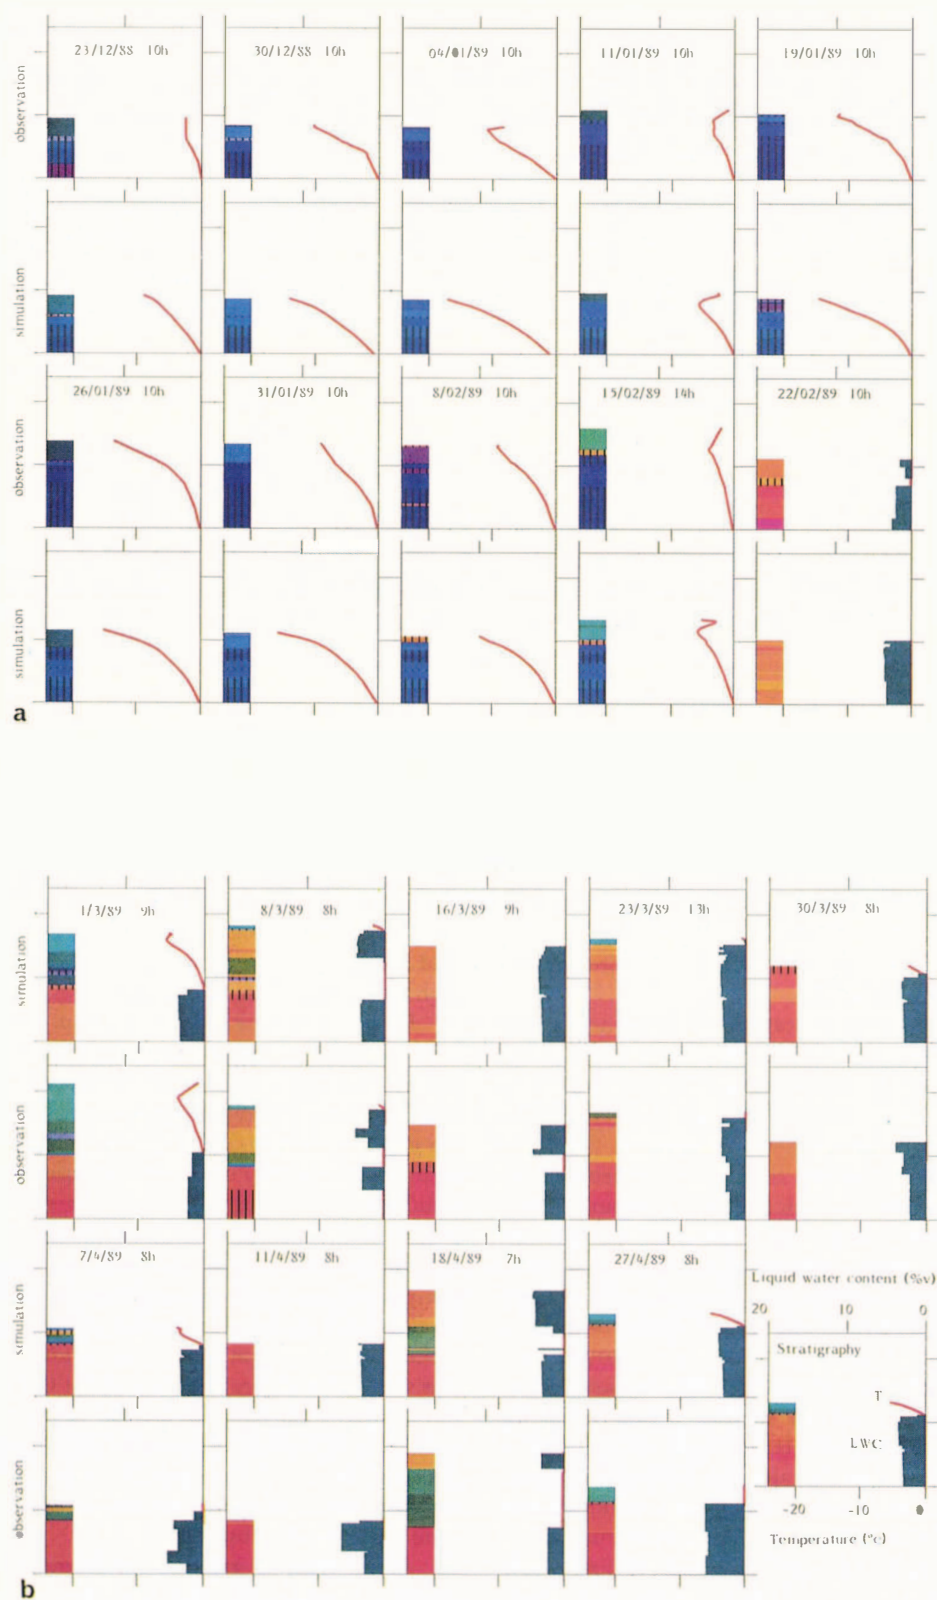 23/12/88 10h
30/12/88 10h
04/01/89 10h
11/01/89 10h
19/01/89 10h
observation
simulation
26/01/89 10h
31/01/89 10h
8/02/89 10h
15/02/89 14h
22/02/89 10h
observation
simulation
a
1/3/89 9h
8/3/89 8h
16/3/89 9h
23/3/89 13h
30/3/89 8h
simulation
observation
7/4/89 8h
11/4/89 8h
18/4/89 7h
27/4/89 8h
simulation
observation
Liquid water content (%v)
20 10 0
Stratigraphy
T
LWC
-20 -10 0
Temperature (°c)
b